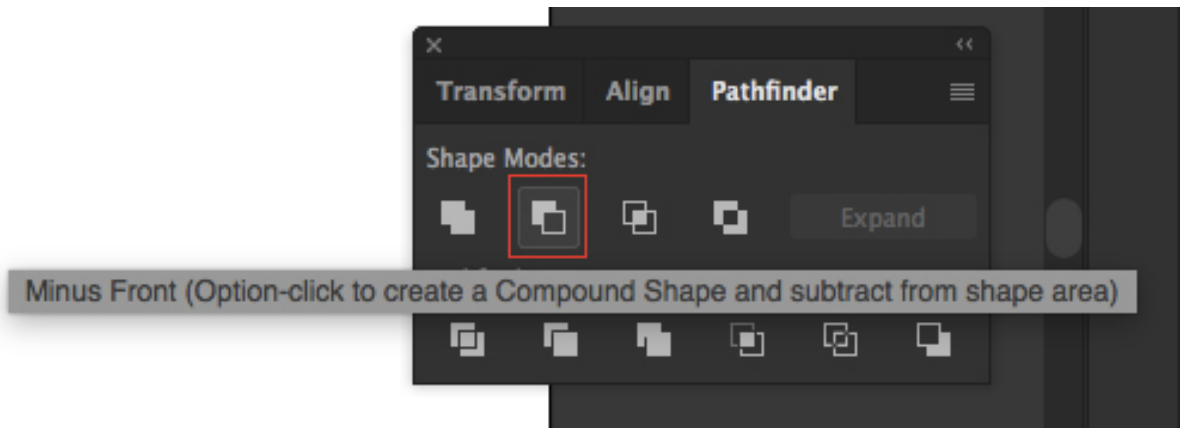 Transform Align Pathfinder
Shape Modes:
Expand
Minus Front (Option-click to create a Compound Shape and subtract from shape area)